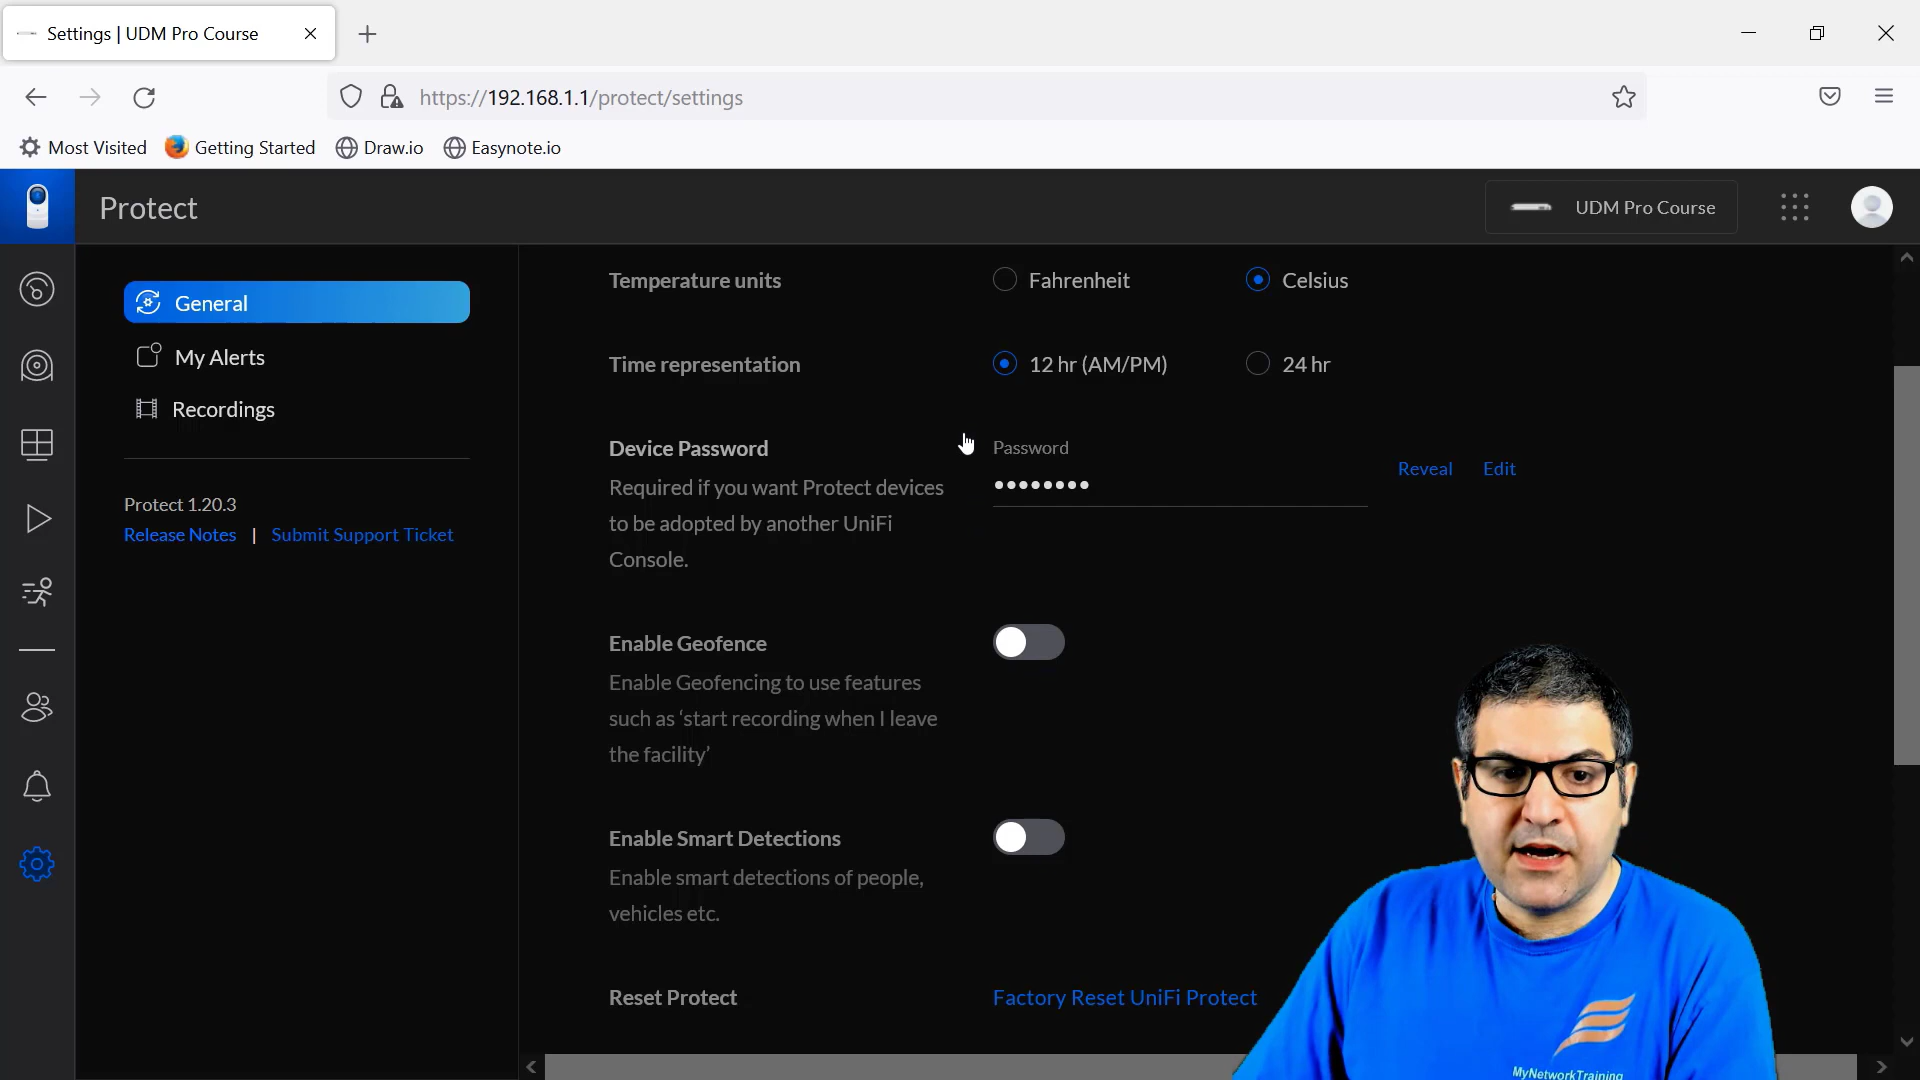 Settings | UDM Pro Course
https://192.168.1.1/protect/settings
Most Visited
Getting Started
Draw.io
Easynote.io
Protect
UDM Pro Course
General
My Alerts
Recordings
Protect 1.20.3
Release Notes | Submit Support Ticket
Temperature units
Fahrenheit
Celsius
Time representation
12 hr (AM/PM)
24 hr
Device Password
Required if you want Protect devices
to be adopted by another UniFi
Console.
Password
Reveal
Edit
Enable Geofence
Enable Geofencing to use features
such as ‘start recording when I leave
the facility’
Enable Smart Detections
Enable smart detections of people,
vehicles etc.
Reset Protect
Factory Reset UniFi Protect
MyNetworkTraining